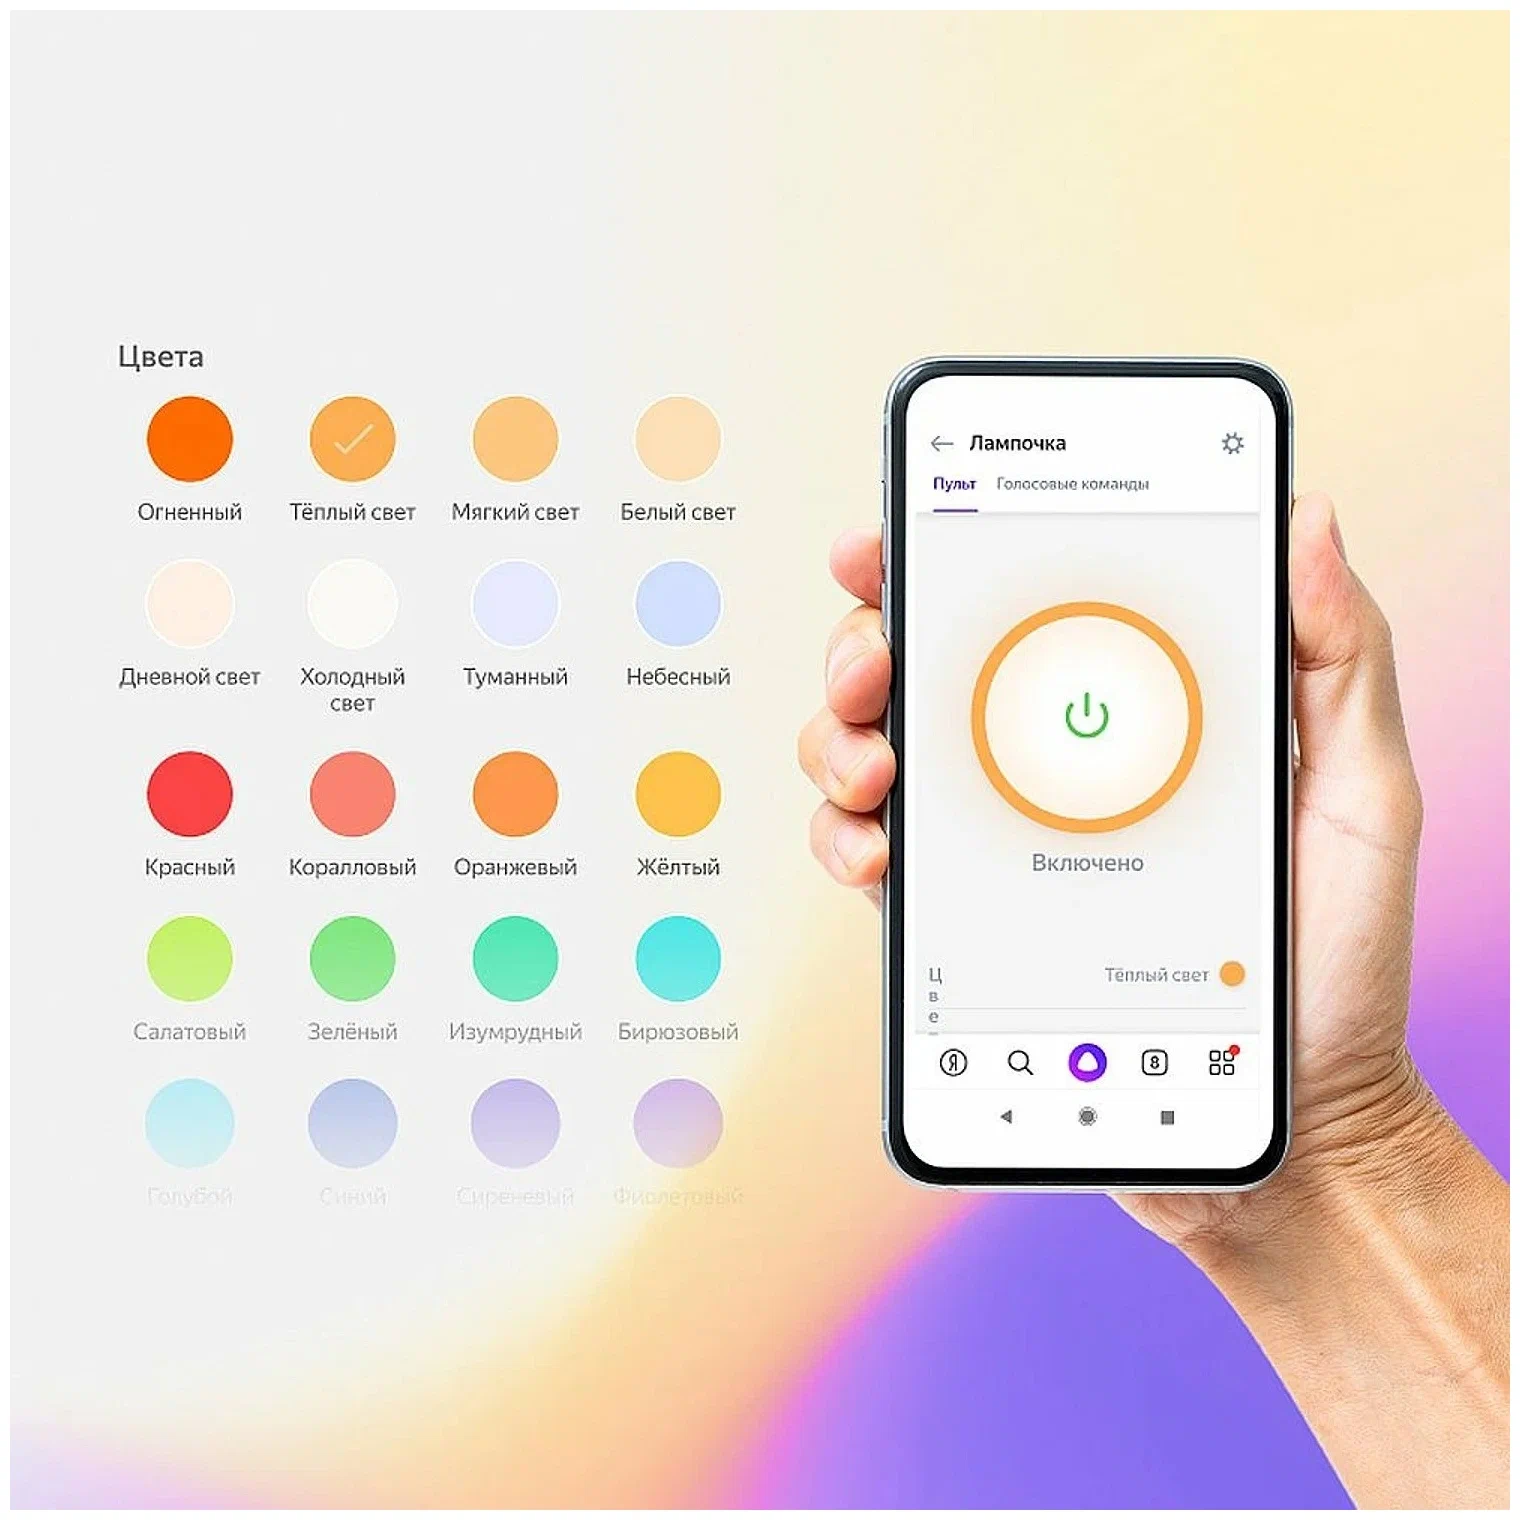 Цвета
Огненный
Тёплый свет
Мягкий свет
Белый свет
Дневной свет
Холодный
свет
Туманный
Небесный
Красный
Коралловый
Оранжевый
Жёлтый
Салатовый
Зелёный
Изумрудный
Бирюзовый
Голубой
Синий
Сиреневый
Фиолетовый
Лампочка
Пульт
Голосовые команды
Включено
Ц
в
е
Тёплый свет
Я
8